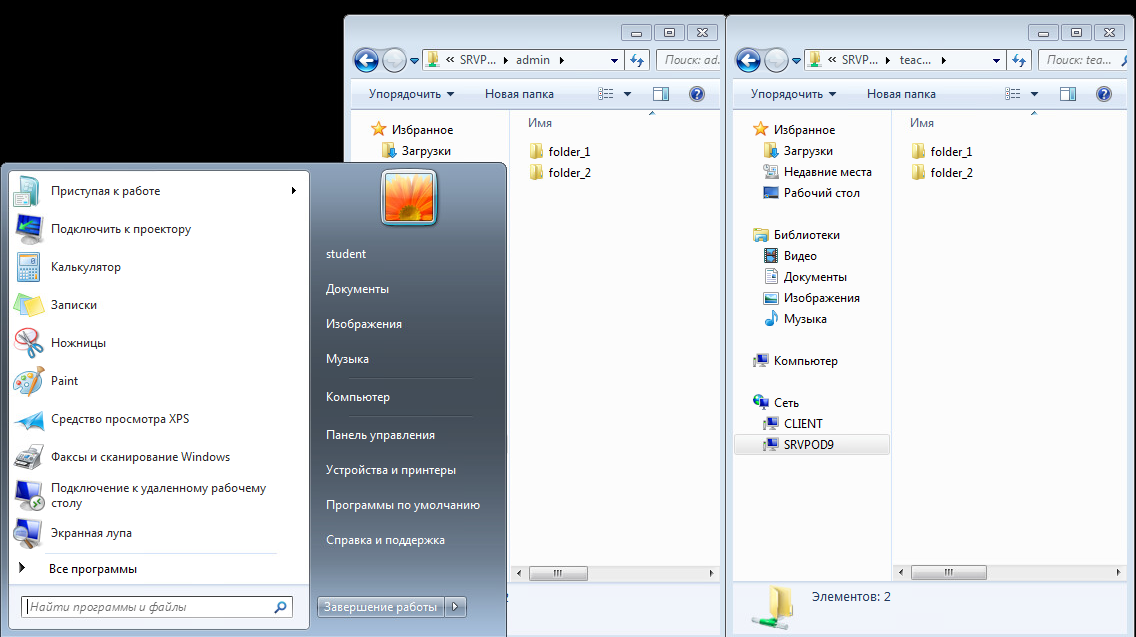 SRVP... admin
Поиск: ad.
Упорядочить
Новая папка
Избранное
Загрузки
Имя
folder_1
folder_2
SRVP... teac...
Поиск: tea...
Упорядочить
Новая папка
Избранное
Загрузки
Недавние места
Рабочий стол
Библиотеки
Видео
Документы
Изображения
Музыка
Компьютер
Сеть
CLIENT
SRVPOD9
Имя
folder_1
folder_2
Элементов: 2
Приступая к работе
Подключить к проектору
Калькулятор
Записки
Ножницы
Paint
Средство просмотра XPS
Факсы и сканирование Windows
Подключение к удаленному рабочему
столу
Экранная лупа
Все программы
Найти программы и файлы
student
Документы
Изображения
Музыка
Компьютер
Панель управления
Устройства и принтеры
Программы по умолчанию
Справка и поддержка
Завершение работы